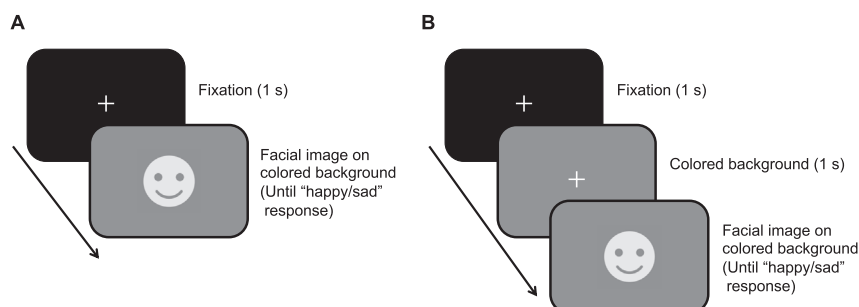 A
Fixation (1 s)
Facial image on
colored background
(Until “happy/sad”
response)
B
Fixation (1 s)
Colored background (1 s)
Facial image on
colored background
(Until “happy/sad”
response)